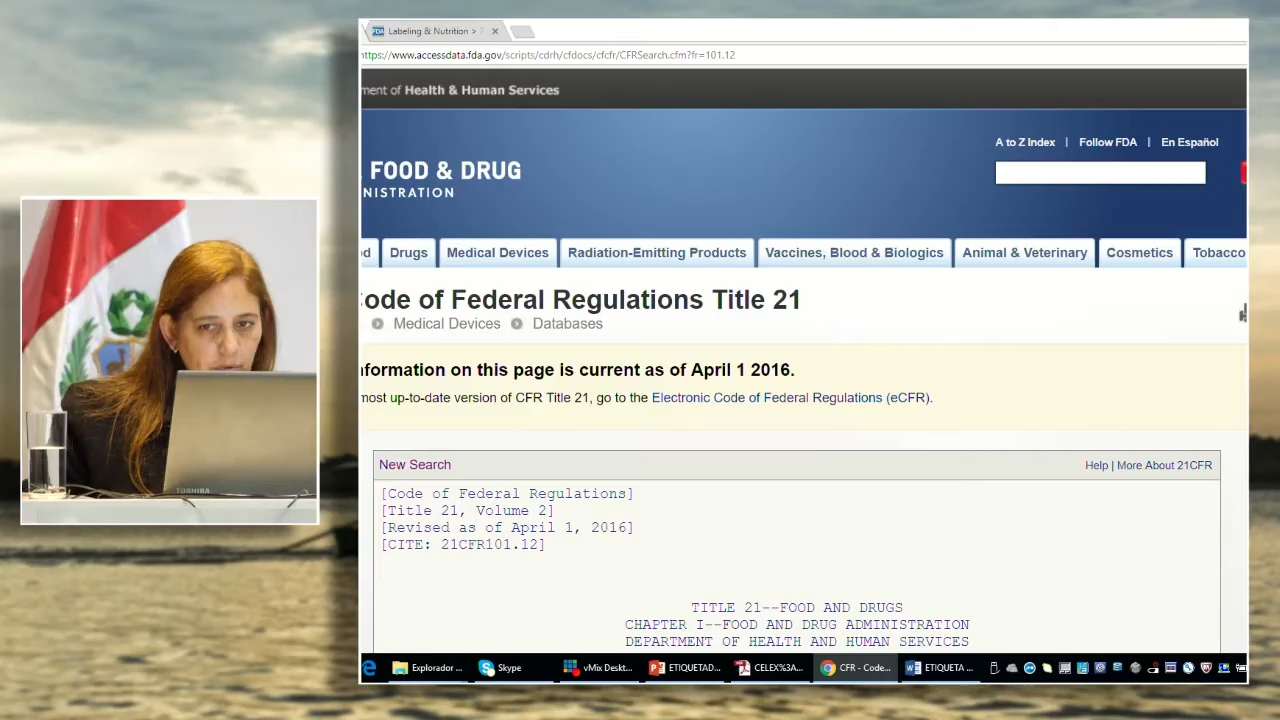 Labeling & Nutrition >
https://www.accessdata.fda.gov/scripts/cdrh/cfdocs/cfcfr/CFRSearch.cfm?fr=101.12
ment of Health & Human Services
A to Z Index | Follow FDA | En Español
FOOD & DRUG
NISTRATION
d Drugs Medical Devices Radiation-Emitting Products Vaccines, Blood & Biologics Animal & Veterinary Cosmetics Tobacco
ode of Federal Regulations Title 21
Medical Devices Databases
nformation on this page is current as of April 1 2016.
most up-to-date version of CFR Title 21, go to the Electronic Code of Federal Regulations (eCFR).
New Search Help | More About 21CFR
[Code of Federal Regulations]
[Title 21, Volume 2]
[Revised as of April 1, 2016]
[CITE: 21CFR101.12]
TITLE 21--FOOD AND DRUGS
CHAPTER I--FOOD AND DRUG ADMINISTRATION
DEPARTMENT OF HEALTH AND HUMAN SERVICES
Explorador ... Skype vMix Deskt... ETIQUETAD... CELEX%3A... CFR - Code... ETIQUETA ...
TOSHIBA